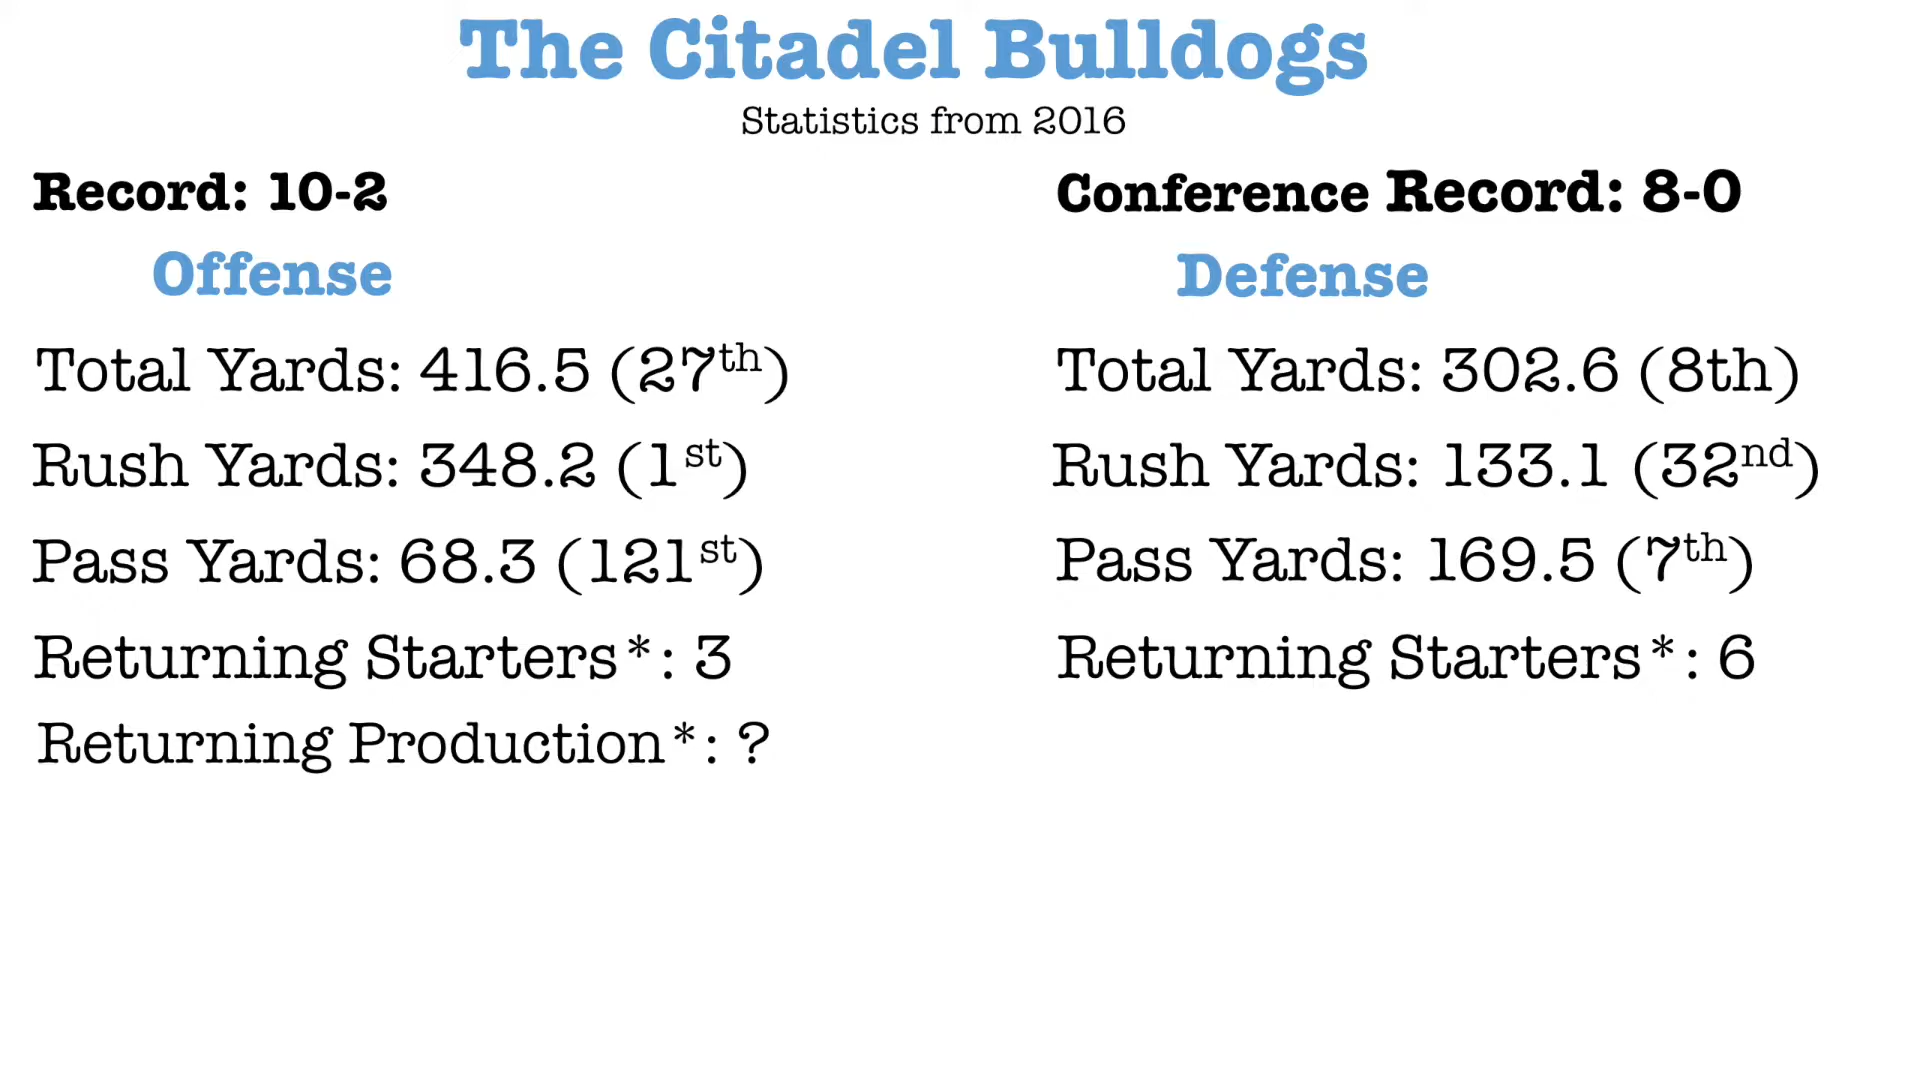 The Citadel Bulldogs
Statistics from 2016
Record: 10-2
Conference Record: 8-0
Offense
Total Yards: 416.5 (27th)
Rush Yards: 348.2 (1st)
Pass Yards: 68.3 (121st)
Returning Starters*: 3
Returning Production*: ?
Defense
Total Yards: 302.6 (8th)
Rush Yards: 133.1 (32nd)
Pass Yards: 169.5 (7th)
Returning Starters*: 6